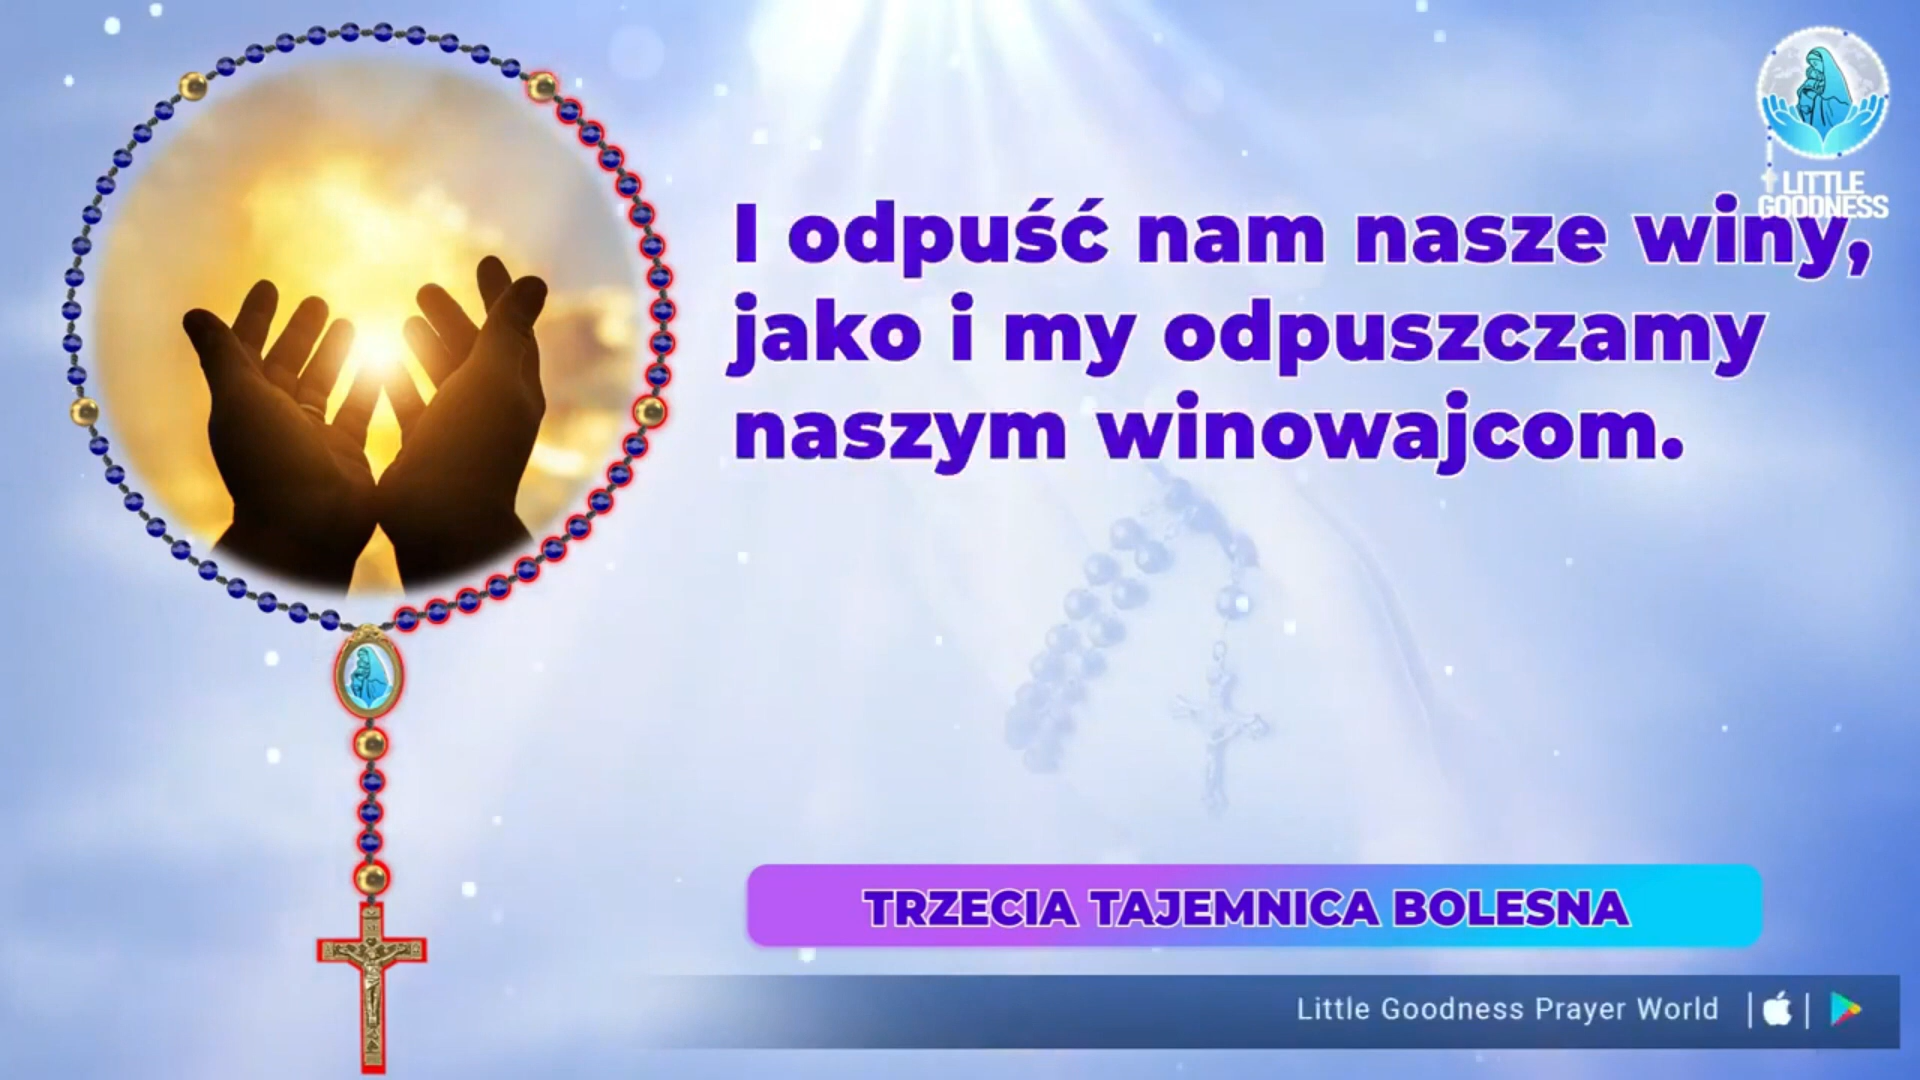 LITTLE
GOODNESS
I odpuść nam nasze winy,
jako i my odpuszczamy
naszym winowajcom.
TRZECIA TAJEMNICA BOLESNA
Little Goodness Prayer World